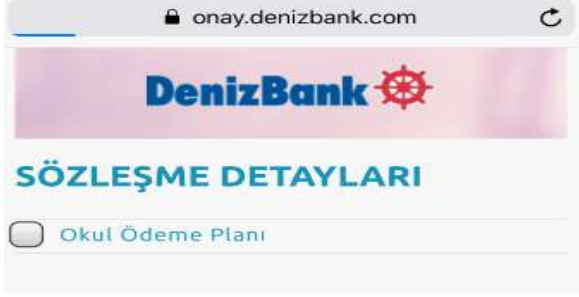 onay.denizbank.com
DenizBank
SÖZLEŞME DETAYLARI
Okul Ödeme Planı